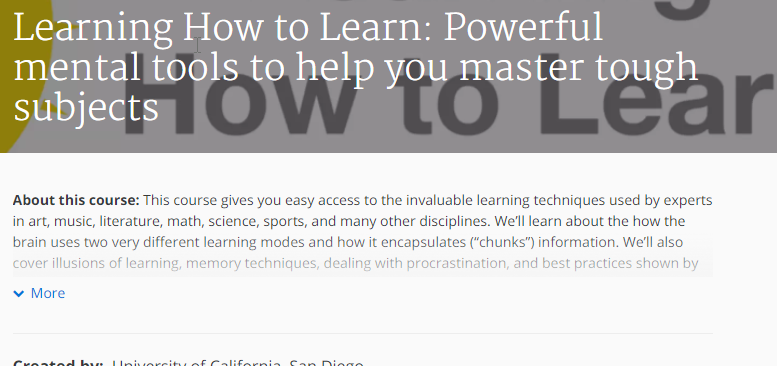 Learning How to Learn: Powerful
mental tools to help you master tough
subjects
How to Lear
About this course: This course gives you easy access to the invaluable learning techniques used by experts
in art, music, literature, math, science, sports, and many other disciplines. We'll learn about the how the
brain uses two very different learning modes and how it encapsulates (“chunks”) information. We'll also
cover illusions of learning, memory techniques, dealing with procrastination, and best practices shown by
More
Created by: University of California, San Diego